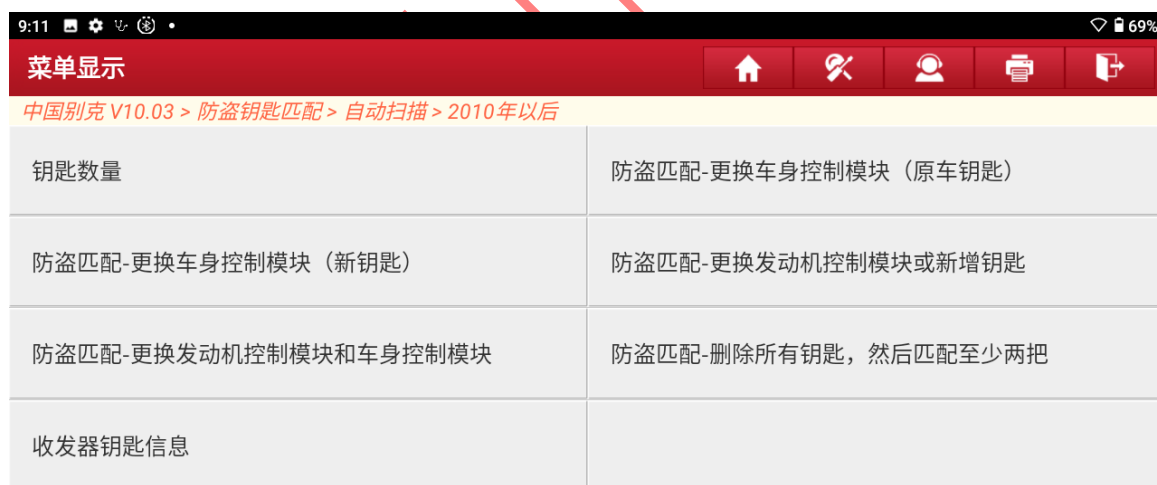 9:11
69%
菜单显示
中国别克 V10.03 > 防盗钥匙匹配 > 自动扫描 > 2010年以后
钥匙数量
防盗匹配-更换车身控制模块（原车钥匙）
防盗匹配-更换车身控制模块（新钥匙）
防盗匹配-更换发动机控制模块或新增钥匙
防盗匹配-更换发动机控制模块和车身控制模块
防盗匹配-删除所有钥匙，然后匹配至少两把
收发器钥匙信息